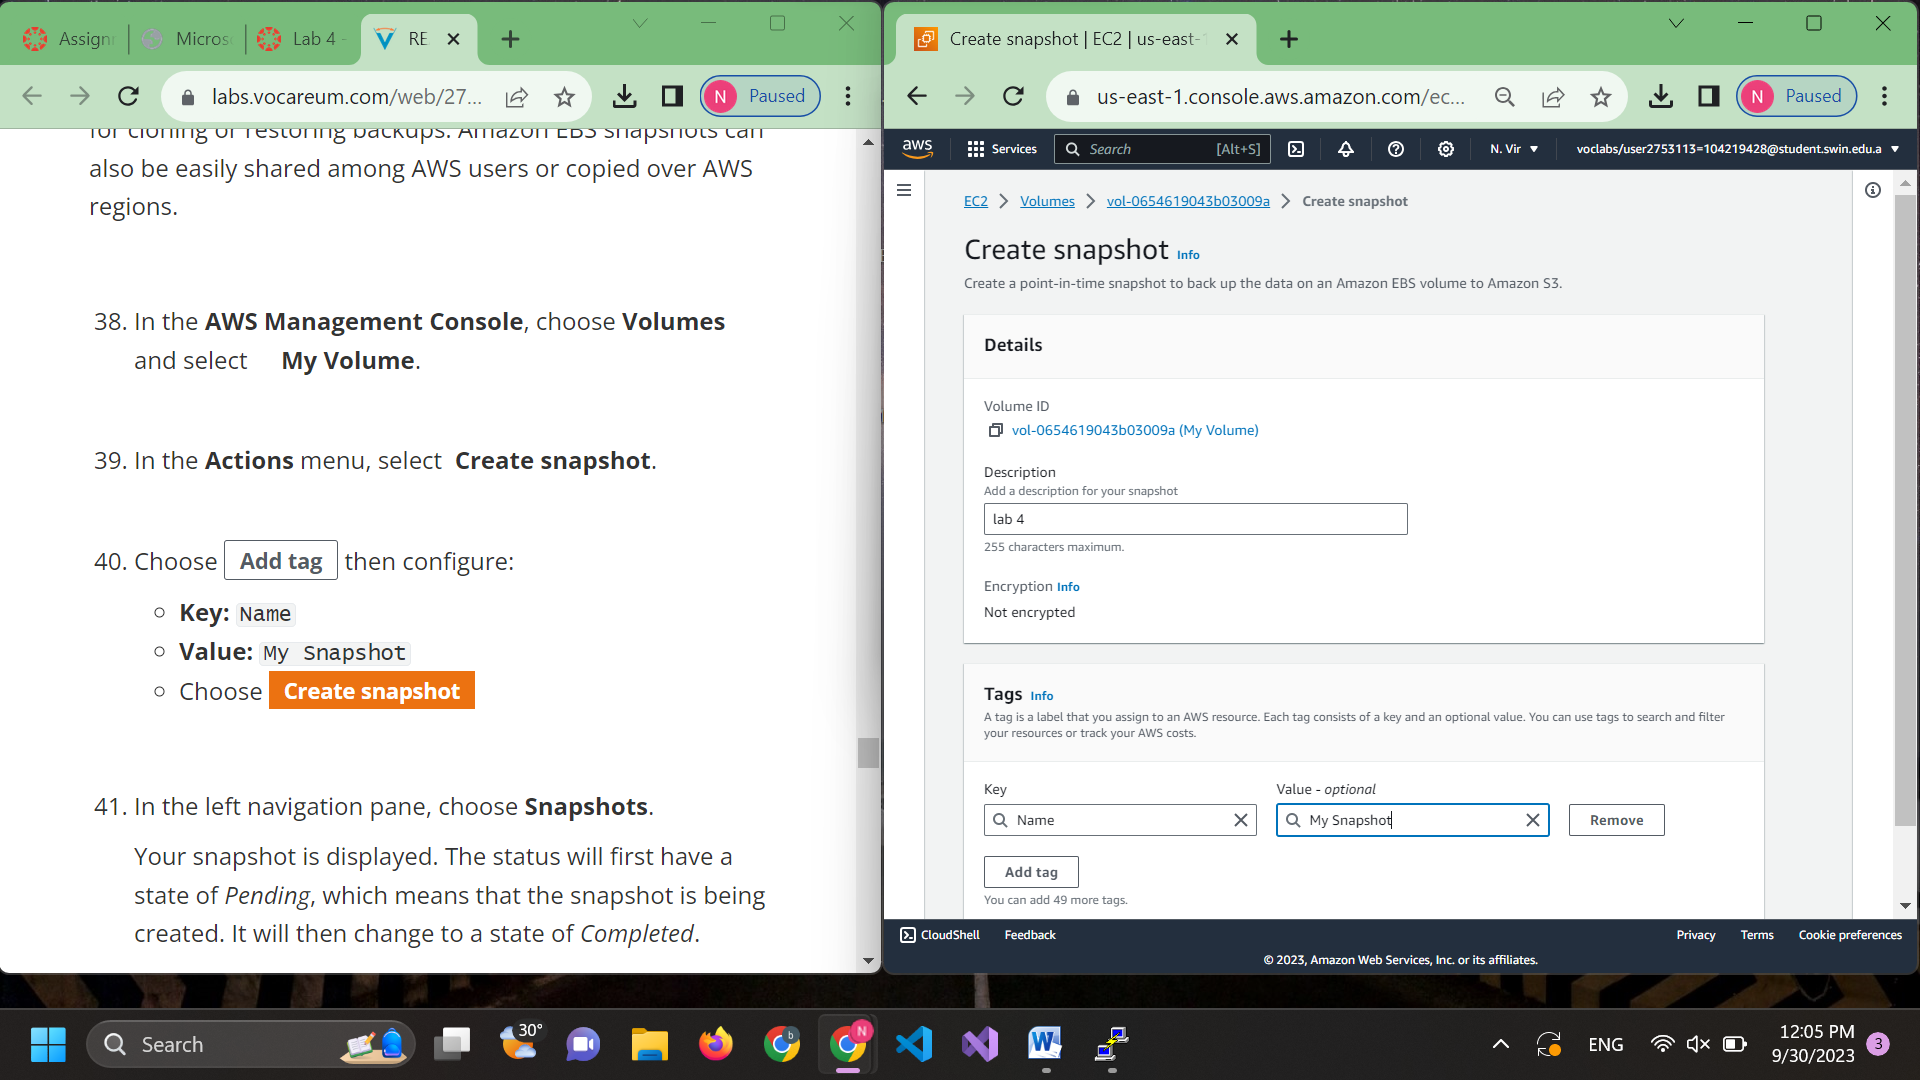 Assign
Micros
Lab 4 -
RE
labs.vocareum.com/web/27...
N Paused
for cloning or restoring backups. Amazon EBS snapshots can
also be easily shared among AWS users or copied over AWS
regions.
38. In the AWS Management Console, choose Volumes
and select My Volume.
39. In the Actions menu, select Create snapshot.
40. Choose Add tag then configure:
Key: Name
Value: My Snapshot
Choose Create snapshot
41. In the left navigation pane, choose Snapshots.
Your snapshot is displayed. The status will first have a
state of Pending, which means that the snapshot is being
created. It will then change to a state of Completed.
Create snapshot | EC2 | us-east-
us-east-1.console.aws.amazon.com/ec...
N Paused
aws
Services
Search [Alt+S]
N. Vir
voclabs/user2753113=104219428@student.swin.edu.a
EC2 > Volumes > vol-0654619043b03009a > Create snapshot
Create snapshot Info
Create a point-in-time snapshot to back up the data on an Amazon EBS volume to Amazon S3.
Details
Volume ID
vol-0654619043b03009a (My Volume)
Description
Add a description for your snapshot
lab 4
255 characters maximum.
Encryption Info
Not encrypted
Tags Info
A tag is a label that you assign to an AWS resource. Each tag consists of a key and an optional value. You can use tags to search and filter
your resources or track your AWS costs.
Key
Value - optional
Name
My Snapshot
Remove
Add tag
You can add 49 more tags.
CloudShell
Feedback
Privacy
Terms
Cookie preferences
© 2023, Amazon Web Services, Inc. or its affiliates.
Search
30°
b
N
W
ENG
12:05 PM
9/30/2023
3